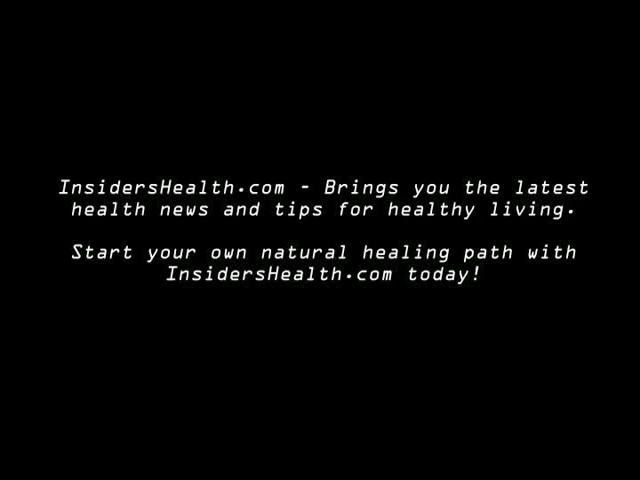 InsidersHealth.com - Brings you the latest
health news and tips for healthy living.
Start your own natural healing path with
InsidersHealth.com today!